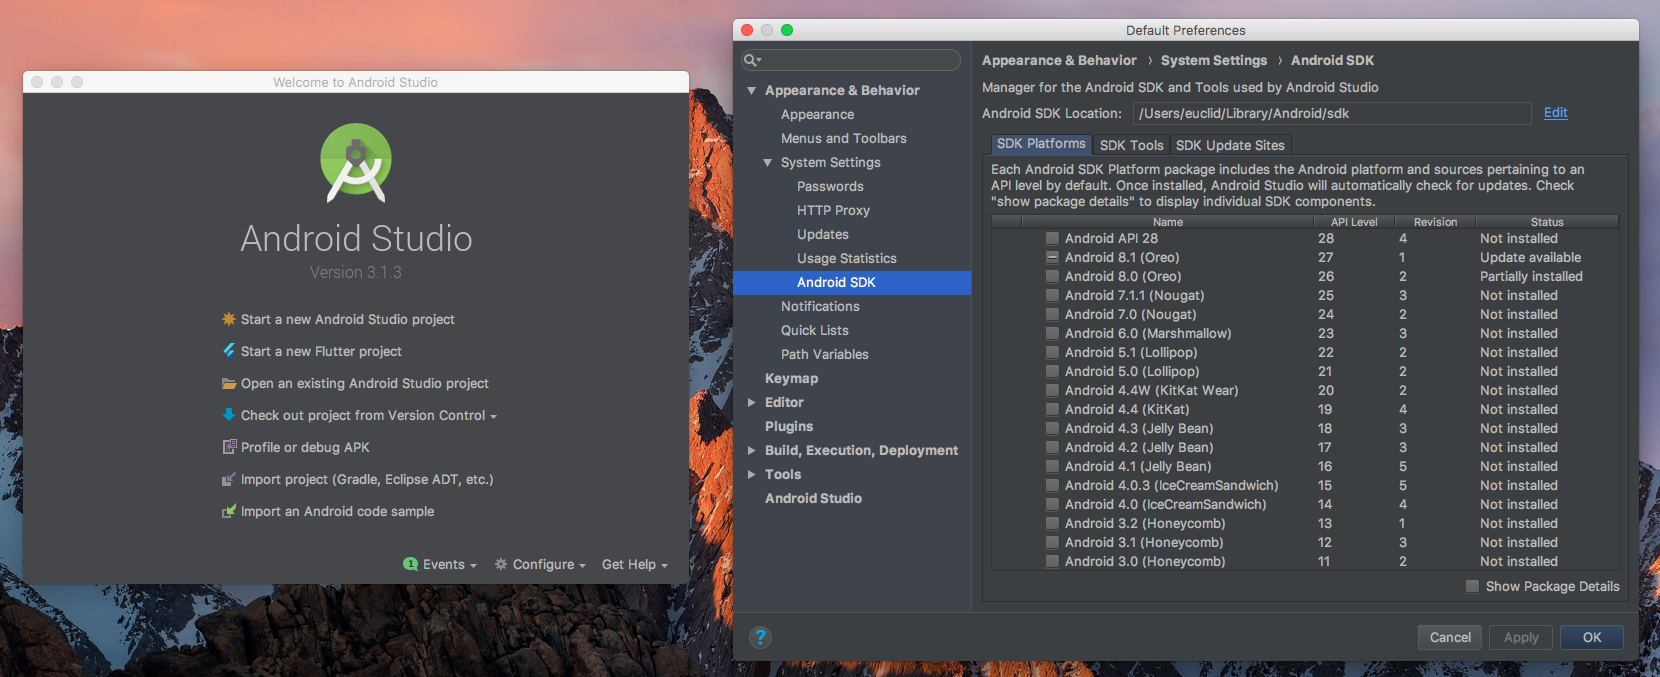 Welcome to Android Studio
Android Studio
Version 3.1.3
Start a new Android Studio project
Start a new Flutter project
Open an existing Android Studio project
Check out project from Version Control
Profile or debug APK
Import project (Gradle, Eclipse ADT, etc.)
Import an Android code sample
1 Events Configure Get Help
Default Preferences
Appearance & Behavior
Appearance
Menus and Toolbars
System Settings
Passwords
HTTP Proxy
Updates
Usage Statistics
Android SDK
Notifications
Quick Lists
Path Variables
Keymap
Editor
Plugins
Build, Execution, Deployment
Tools
Android Studio
Appearance & Behavior › System Settings › Android SDK
Manager for the Android SDK and Tools used by Android Studio
Android SDK Location: /Users/euclid/Library/Android/sdk Edit
SDK Platforms SDK Tools SDK Update Sites
Each Android SDK Platform package includes the Android platform and sources pertaining to an
API level by default. Once installed, Android Studio will automatically check for updates. Check
"show package details" to display individual SDK components.
Name API Level Revision Status
Android API 28 28 4 Not installed
Android 8.1 (Oreo) 27 1 Update available
Android 8.0 (Oreo) 26 2 Partially installed
Android 7.1.1 (Nougat) 25 3 Not installed
Android 7.0 (Nougat) 24 2 Not installed
Android 6.0 (Marshmallow) 23 3 Not installed
Android 5.1 (Lollipop) 22 2 Not installed
Android 5.0 (Lollipop) 21 2 Not installed
Android 4.4W (KitKat Wear) 20 2 Not installed
Android 4.4 (KitKat) 19 4 Not installed
Android 4.3 (Jelly Bean) 18 3 Not installed
Android 4.2 (Jelly Bean) 17 3 Not installed
Android 4.1 (Jelly Bean) 16 5 Not installed
Android 4.0.3 (IceCreamSandwich) 15 5 Not installed
Android 4.0 (IceCreamSandwich) 14 4 Not installed
Android 3.2 (Honeycomb) 13 1 Not installed
Android 3.1 (Honeycomb) 12 3 Not installed
Android 3.0 (Honeycomb) 11 2 Not installed
Show Package Details
? Cancel Apply OK